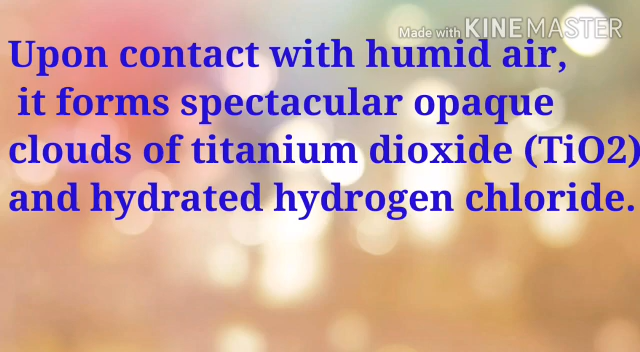 Made with KINEMASTER
Upon contact with humid air,
it forms spectacular opaque
clouds of titanium dioxide (TiO2)
and hydrated hydrogen chloride.